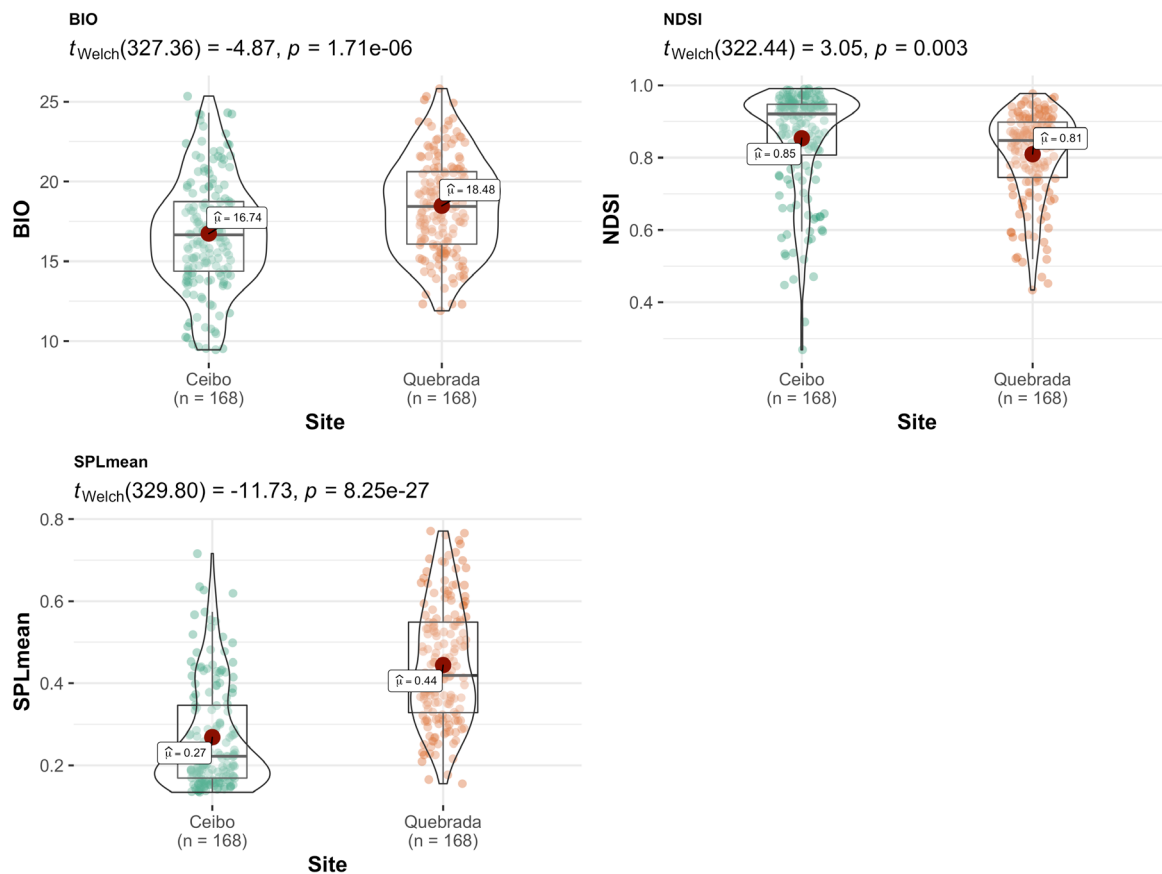 BIO
tWelch(327.36) = -4.87, p = 1.71e-06
25
20
15
10
BIO
μ̂ = 16.74
μ̂ = 18.48
Ceibo
(n = 168)
Quebrada
(n = 168)
Site
NDSI
tWelch(322.44) = 3.05, p = 0.003
1.0
0.8
0.6
0.4
NDSI
μ̂ = 0.85
μ̂ = 0.81
Ceibo
(n = 168)
Quebrada
(n = 168)
Site
SPLmean
tWelch(329.80) = -11.73, p = 8.25e-27
0.8
0.6
0.4
0.2
SPLmean
μ̂ = 0.27
μ̂ = 0.44
Ceibo
(n = 168)
Quebrada
(n = 168)
Site